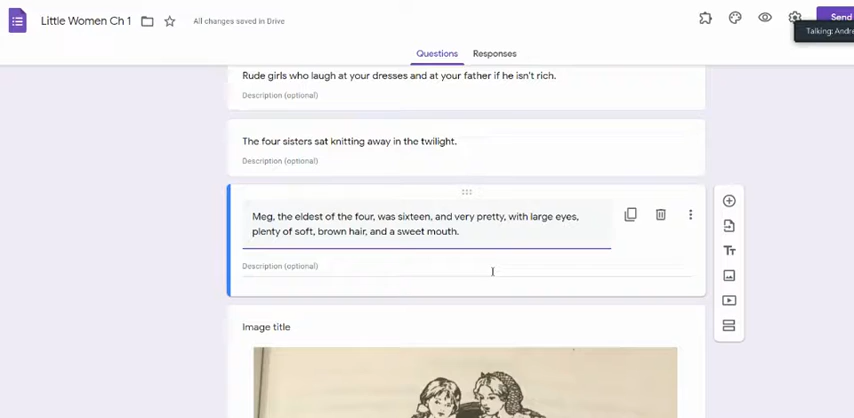 Little Women Ch 1
All changes saved in Drive
Send
Talking:
Questions
Responses
Rude girls who laugh at your dresses and at your father if he isn't rich.
Description (optional)
The four sisters sat knitting away in the twilight.
Description (optional)
Meg, the eldest of the four, was sixteen, and very pretty, with large eyes,
plenty of soft, brown hair, and a sweet mouth.
Description (optional)
TT
Image title